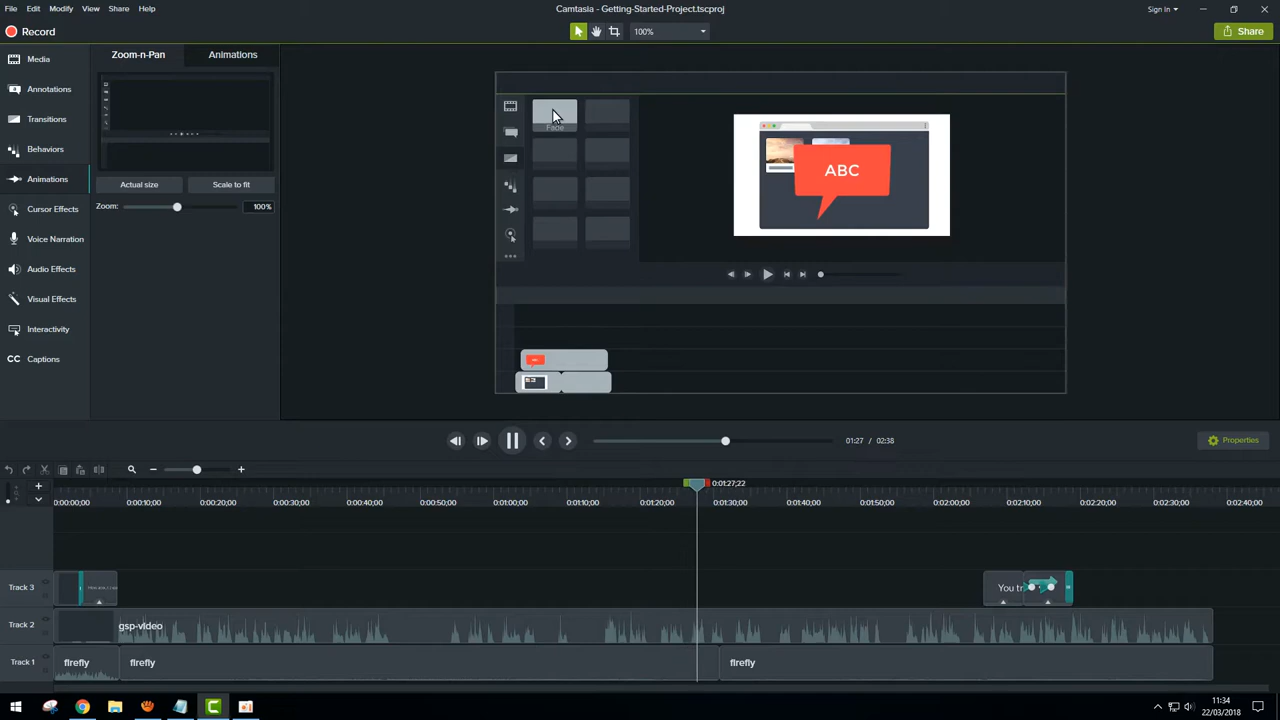 File Edit Modify View Share Help
Camtasia - Getting-Started-Project.tscproj
Sign in
Record
100%
Share
Media
Annotations
Transitions
Behaviors
Animations
Cursor Effects
Voice Narration
Audio Effects
Visual Effects
Interactivity
CC Captions
Zoom-n-Pan
Animations
Actual size
Scale to fit
Zoom:
100%
Fade
ABC
01:27 / 02:38
Properties
0:01:27;22
0:00:00;00 0:00:10;00 0:00:20;00 0:00:30;00 0:00:40;00 0:00:50;00 0:01:00;00 0:01:10;00 0:01:20;00 0:01:30;00 0:01:40;00 0:01:50;00 0:02:00;00 0:02:10;00 0:02:20;00 0:02:30;00 0:02:40;00
Track 3
You tr
Track 2
gsp-video
Track 1
firefly
firefly
firefly
11:34
22/03/2018